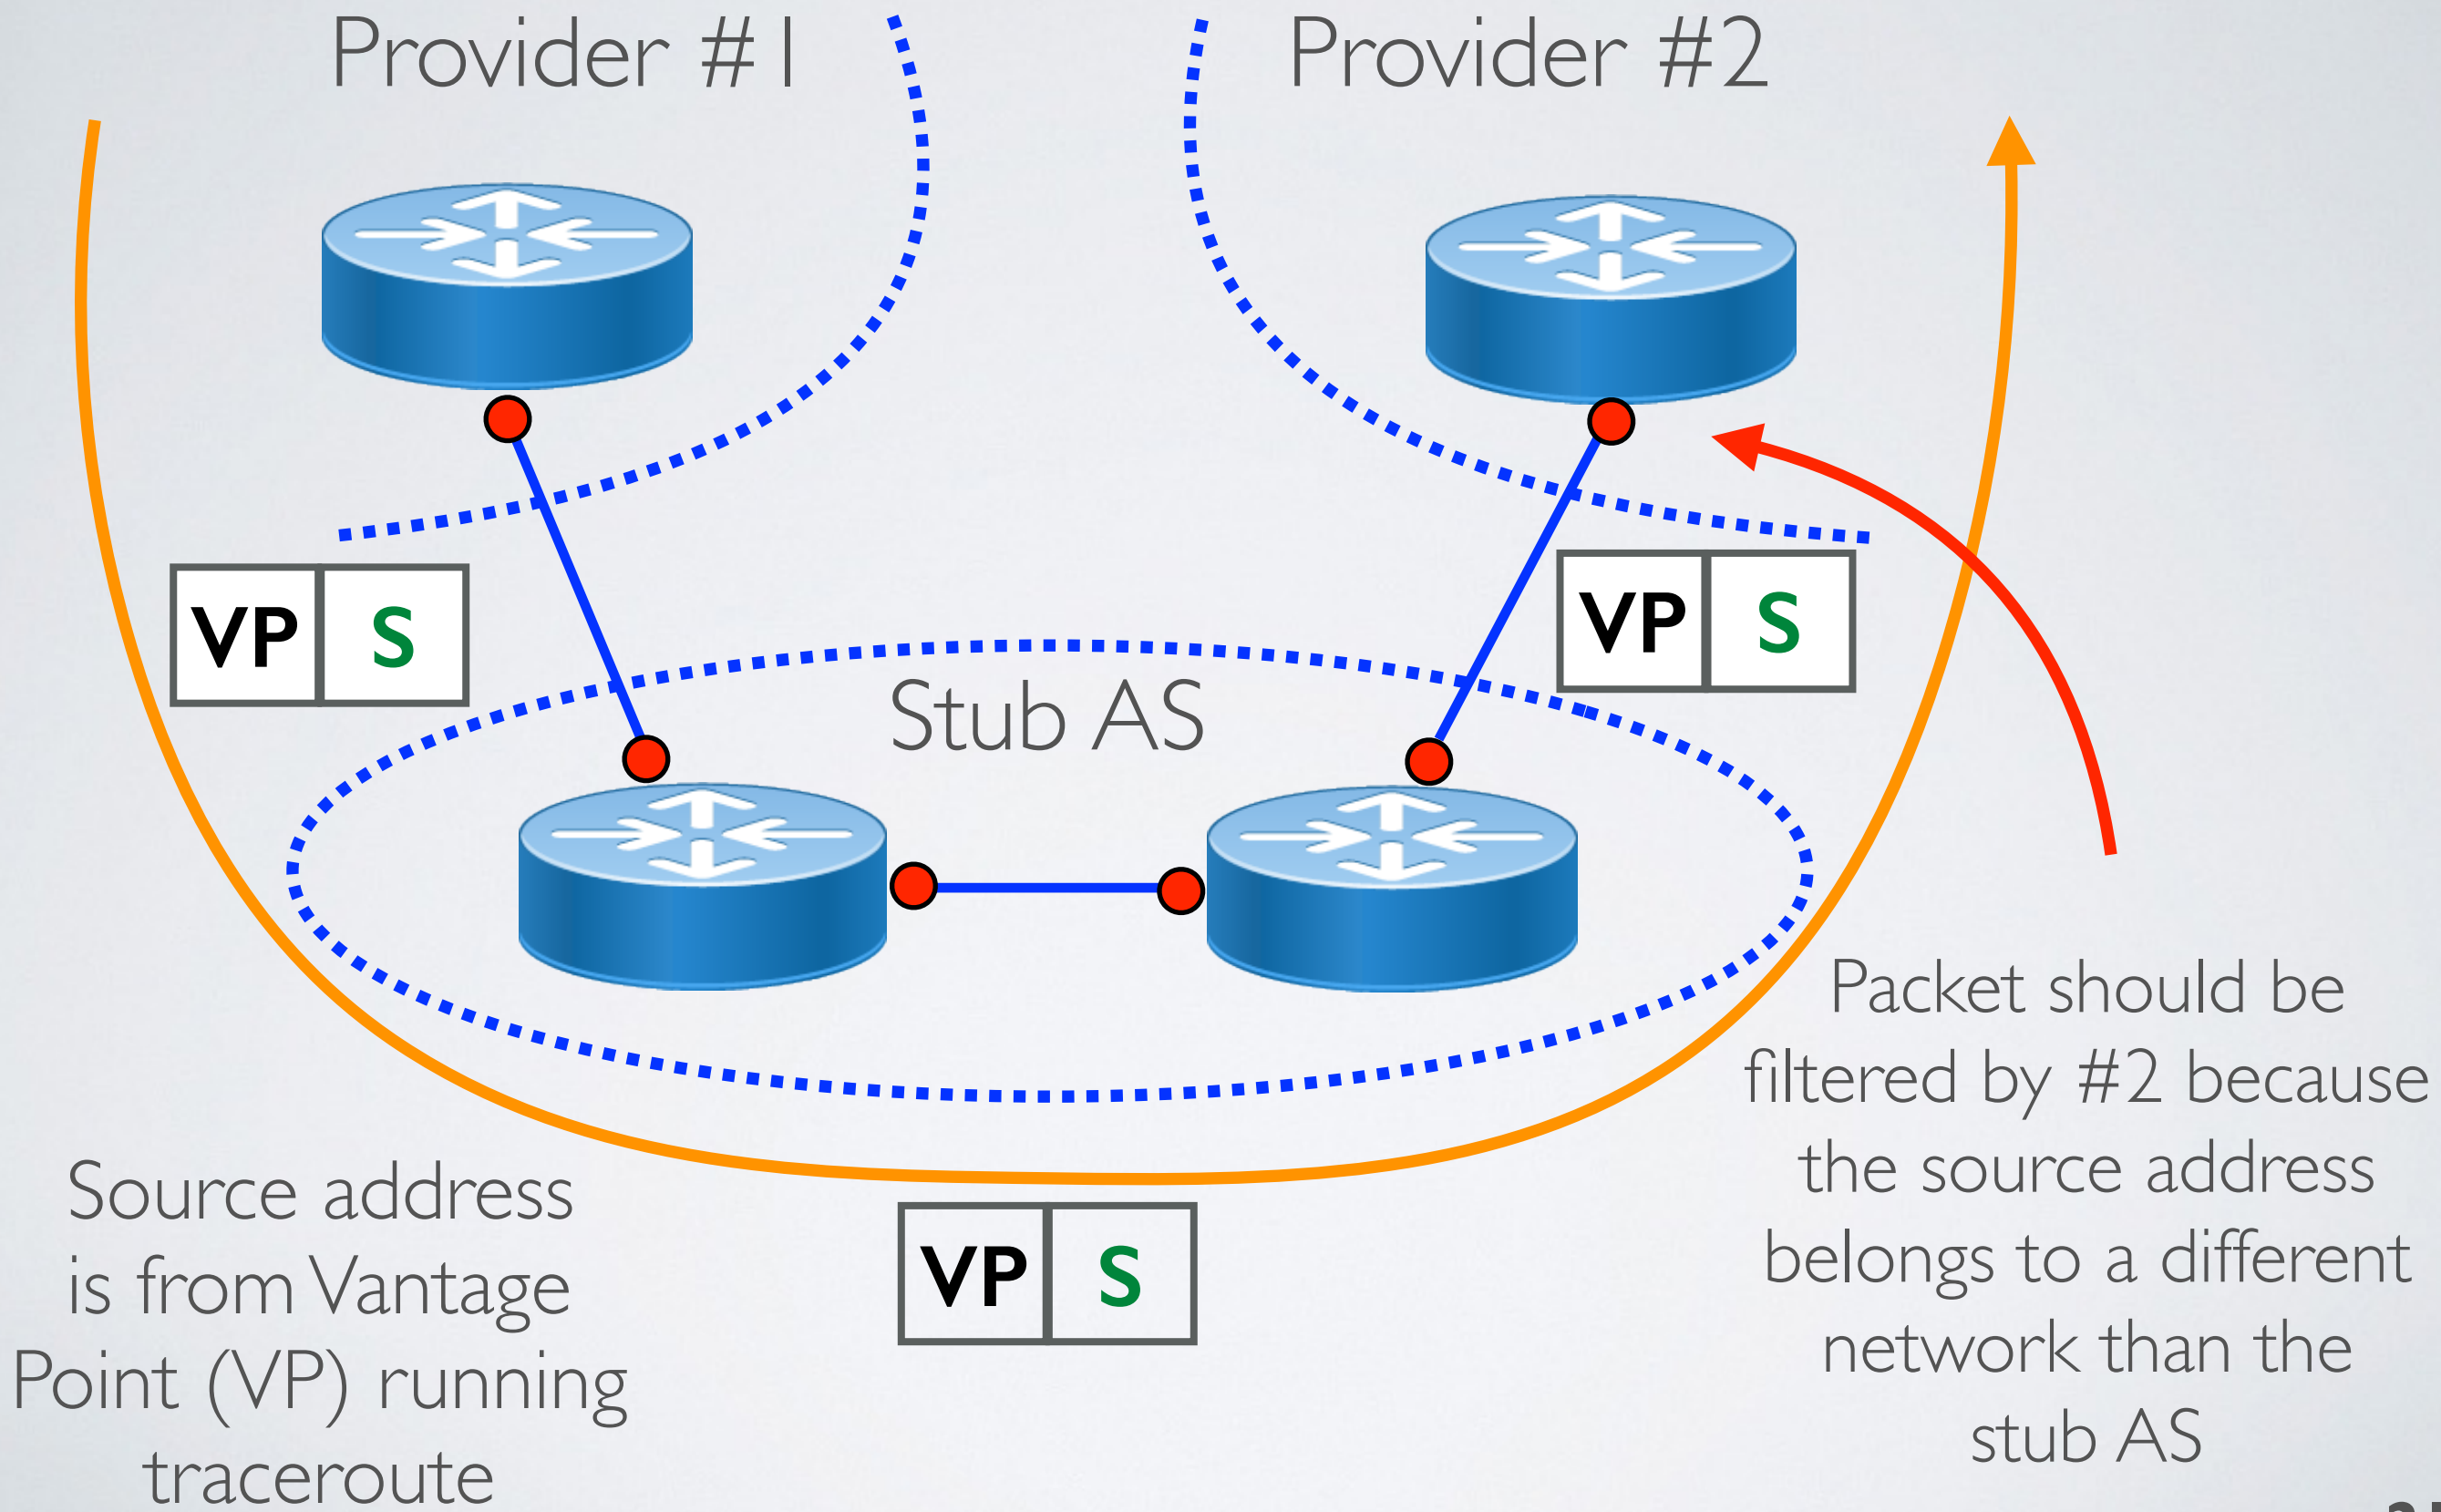 Provider #1
Provider #2
VP S
VP S
Stub AS
Packet should be
filtered by #2 because
the source address
belongs to a different
network than the
stub AS
Source address
is from Vantage
Point (VP) running
traceroute
VP S